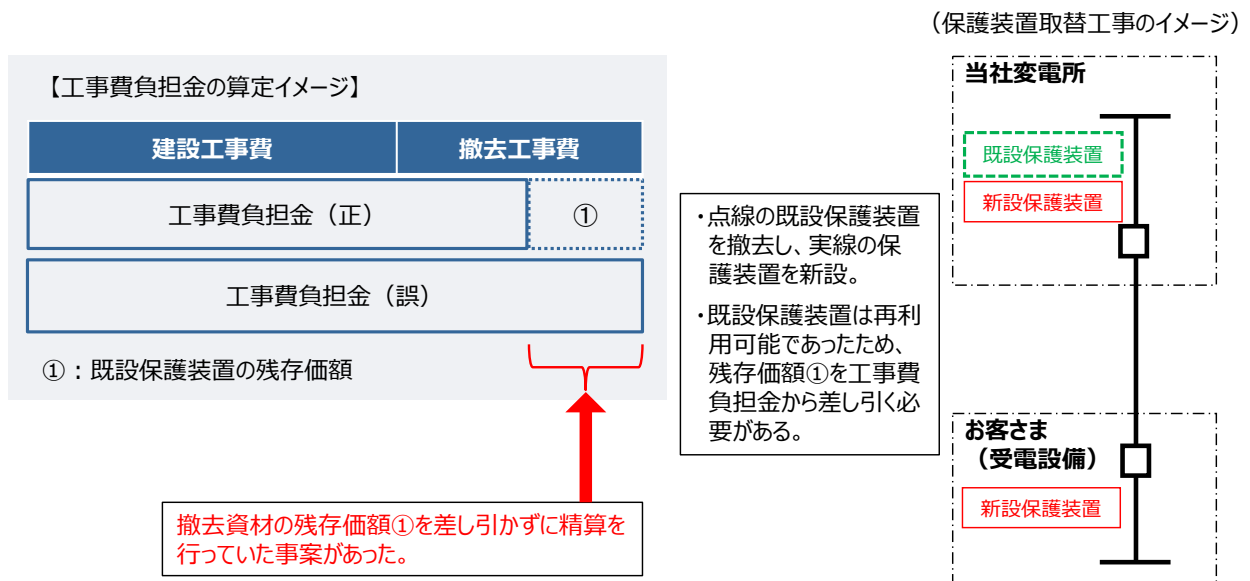 （保護装置取替工事のイメージ）
【工事費負担金の算定イメージ】
建設工事費
撤去工事費
工事費負担金（正）
①
工事費負担金（誤）
①：既設保護装置の残存価額
撤去資材の残存価額①を差し引かずに精算を
行っていた事案があった。
・点線の既設保護装置
を撤去し、実線の保
護装置を新設。
・既設保護装置は再利
用可能であったため、
残存価額①を工事費
負担金から差し引く必
要がある。
当社変電所
既設保護装置
新設保護装置
お客さま
（受電設備）
新設保護装置